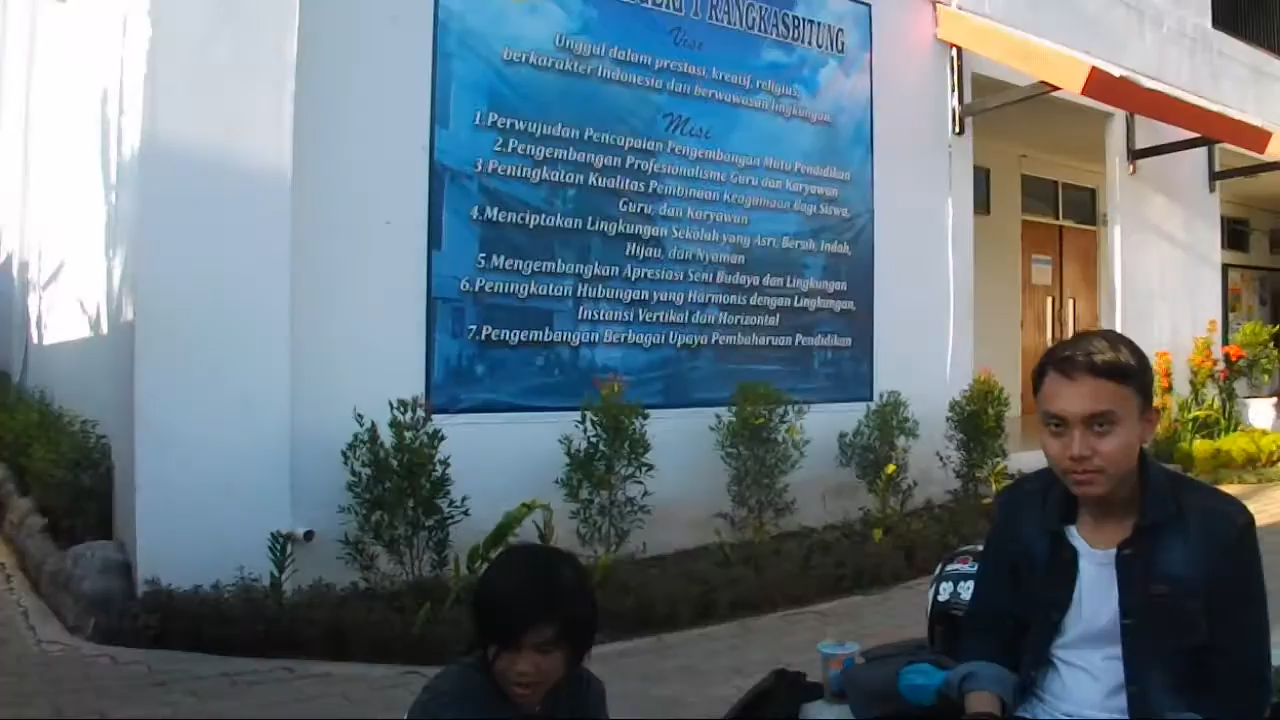 NEGERI 1 RANGKASBITUNG
Visi
Unggul dalam prestasi, kreatif, religius,
berkarakter Indonesia dan berwawasan lingkungan
Misi
1.Perwujudan Pencapaian Pengembangan Mutu Pendidikan
2.Pengembangan Profesionalisme Guru dan Karyawan
3.Peningkatan Kualitas Pembinaan Keagamaan Bagi Siswa,
Guru, dan Karyawan
4.Menciptakan Lingkungan Sekolah yang Asri, Bersih, Indah,
Hijau, dan Nyaman
5.Mengembangkan Apresiasi Seni Budaya dan Lingkungan
6.Peningkatan Hubungan yang Harmonis dengan Lingkungan,
Instansi Vertikal dan Horizontal
7.Pengembangan Berbagai Upaya Pembaharuan Pendidikan